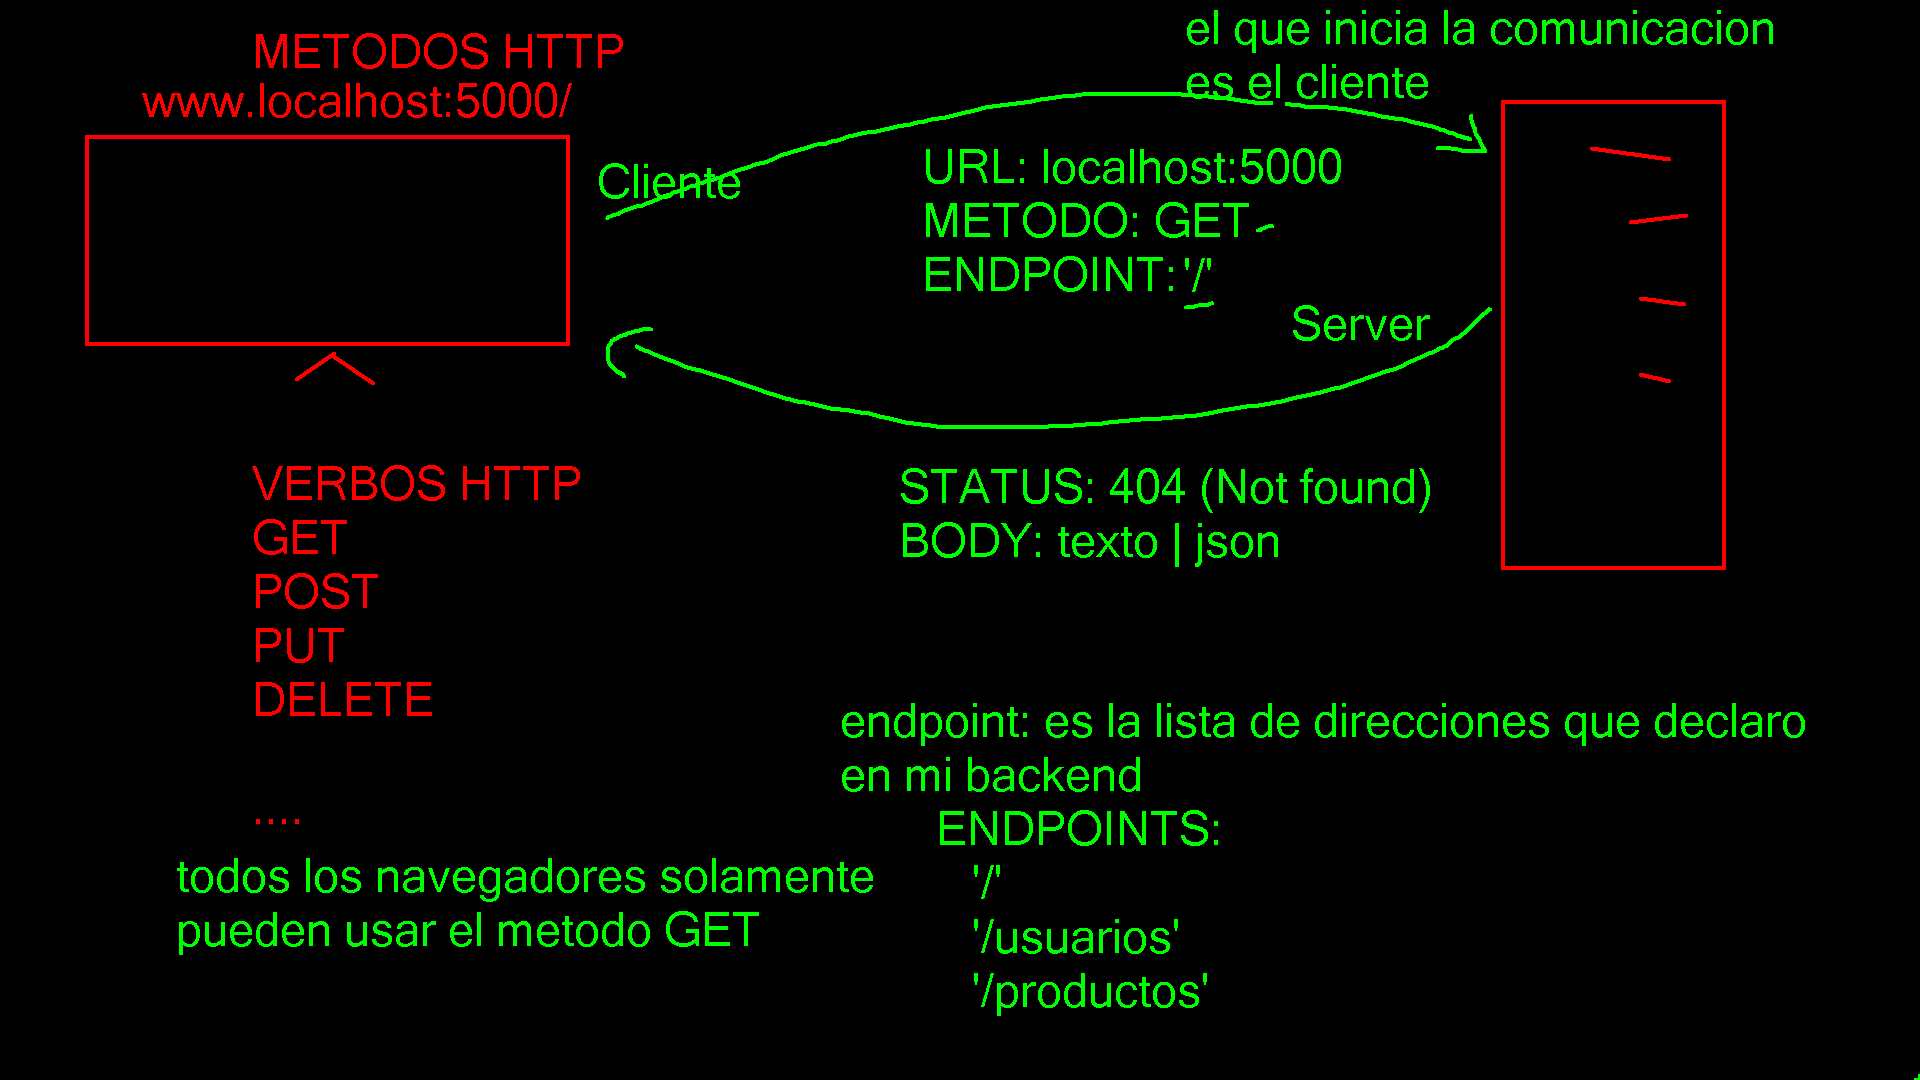 METODOS HTTP
www.localhost:5000/
el que inicia la comunicacion
es el cliente
Cliente
URL: localhost:5000
METODO: GET
ENDPOINT: '/'
Server
STATUS: 404 (Not found)
BODY: texto | json
VERBOS HTTP
GET
POST
PUT
DELETE
....
todos los navegadores solamente
pueden usar el metodo GET
endpoint: es la lista de direcciones que declaro
en mi backend
ENDPOINTS:
'/'
'/usuarios'
'/productos'